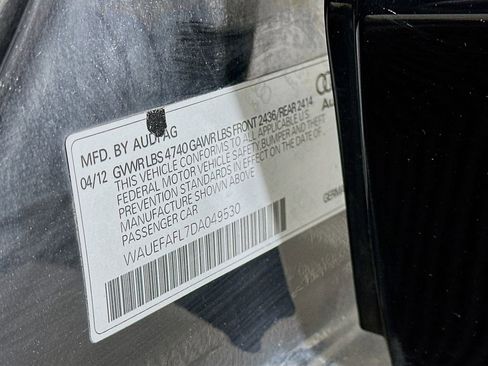 MFD. BY AUDI AG
04/12 GVWR LBS 4740 GAWR LBS FRONT 2436/REAR 2414
THIS VEHICLE CONFORMS TO ALL APPLICABLE U.S.
FEDERAL MOTOR VEHICLE SAFETY, BUMPER AND THEFT
PREVENTION STANDARDS IN EFFECT ON THE DATE OF
MANUFACTURE SHOWN ABOVE
PASSENGER CAR
WAUEFAFL7DA049530